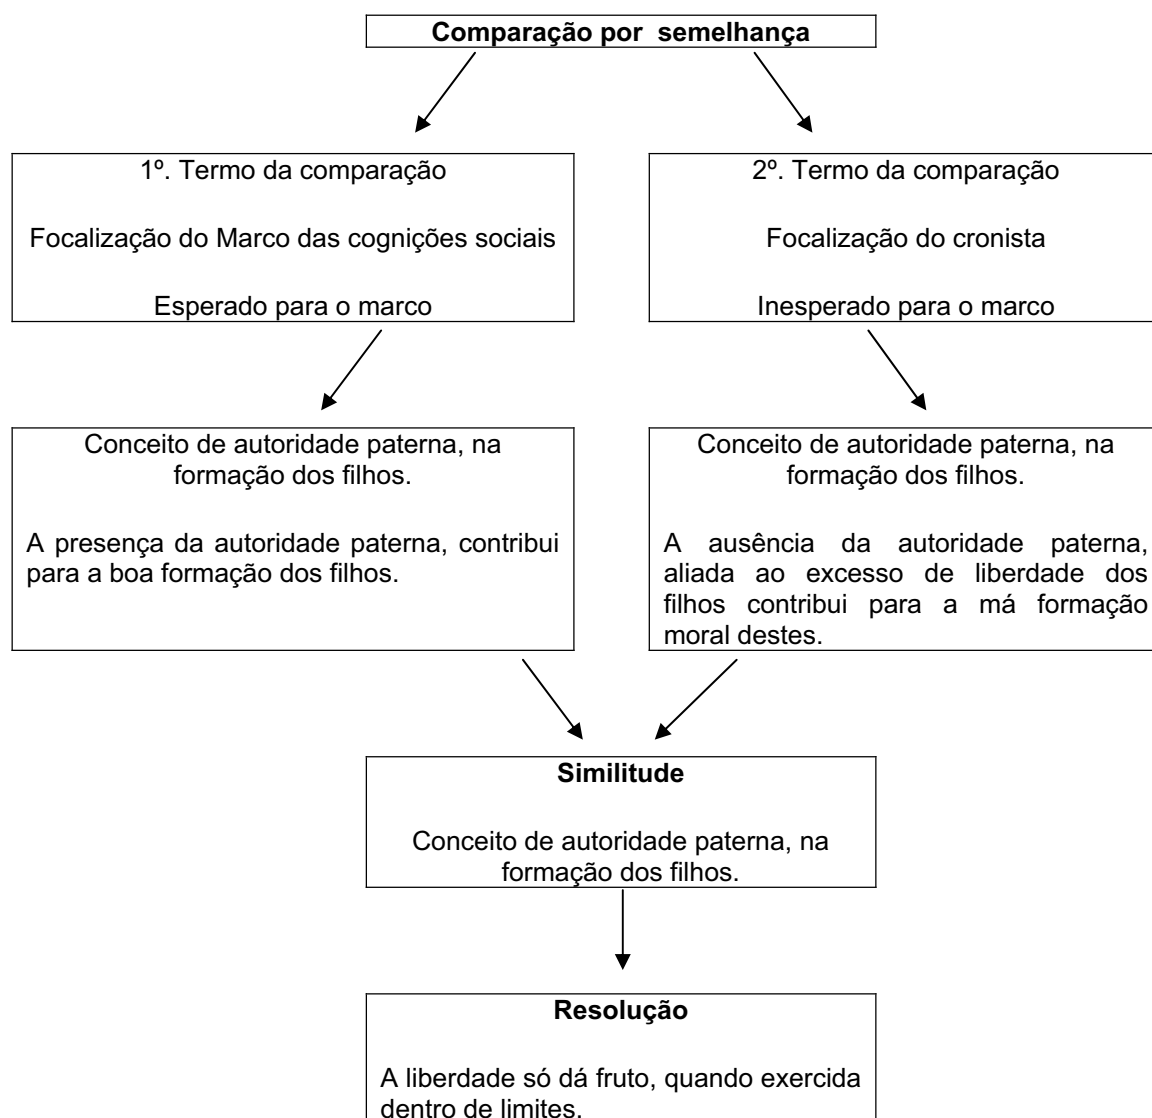 Comparação por semelhança
1º. Termo da comparação
Focalização do Marco das cognições sociais
Esperado para o marco
2º. Termo da comparação
Focalização do cronista
Inesperado para o marco
Conceito de autoridade paterna, na
formação dos filhos.
A presença da autoridade paterna, contribui
para a boa formação dos filhos.
Conceito de autoridade paterna, na
formação dos filhos.
A ausência da autoridade paterna,
aliada ao excesso de liberdade dos
filhos contribui para a má formação
moral destes.
Similitude
Conceito de autoridade paterna, na
formação dos filhos.
Resolução
A liberdade só dá fruto, quando exercida
dentro de limites.